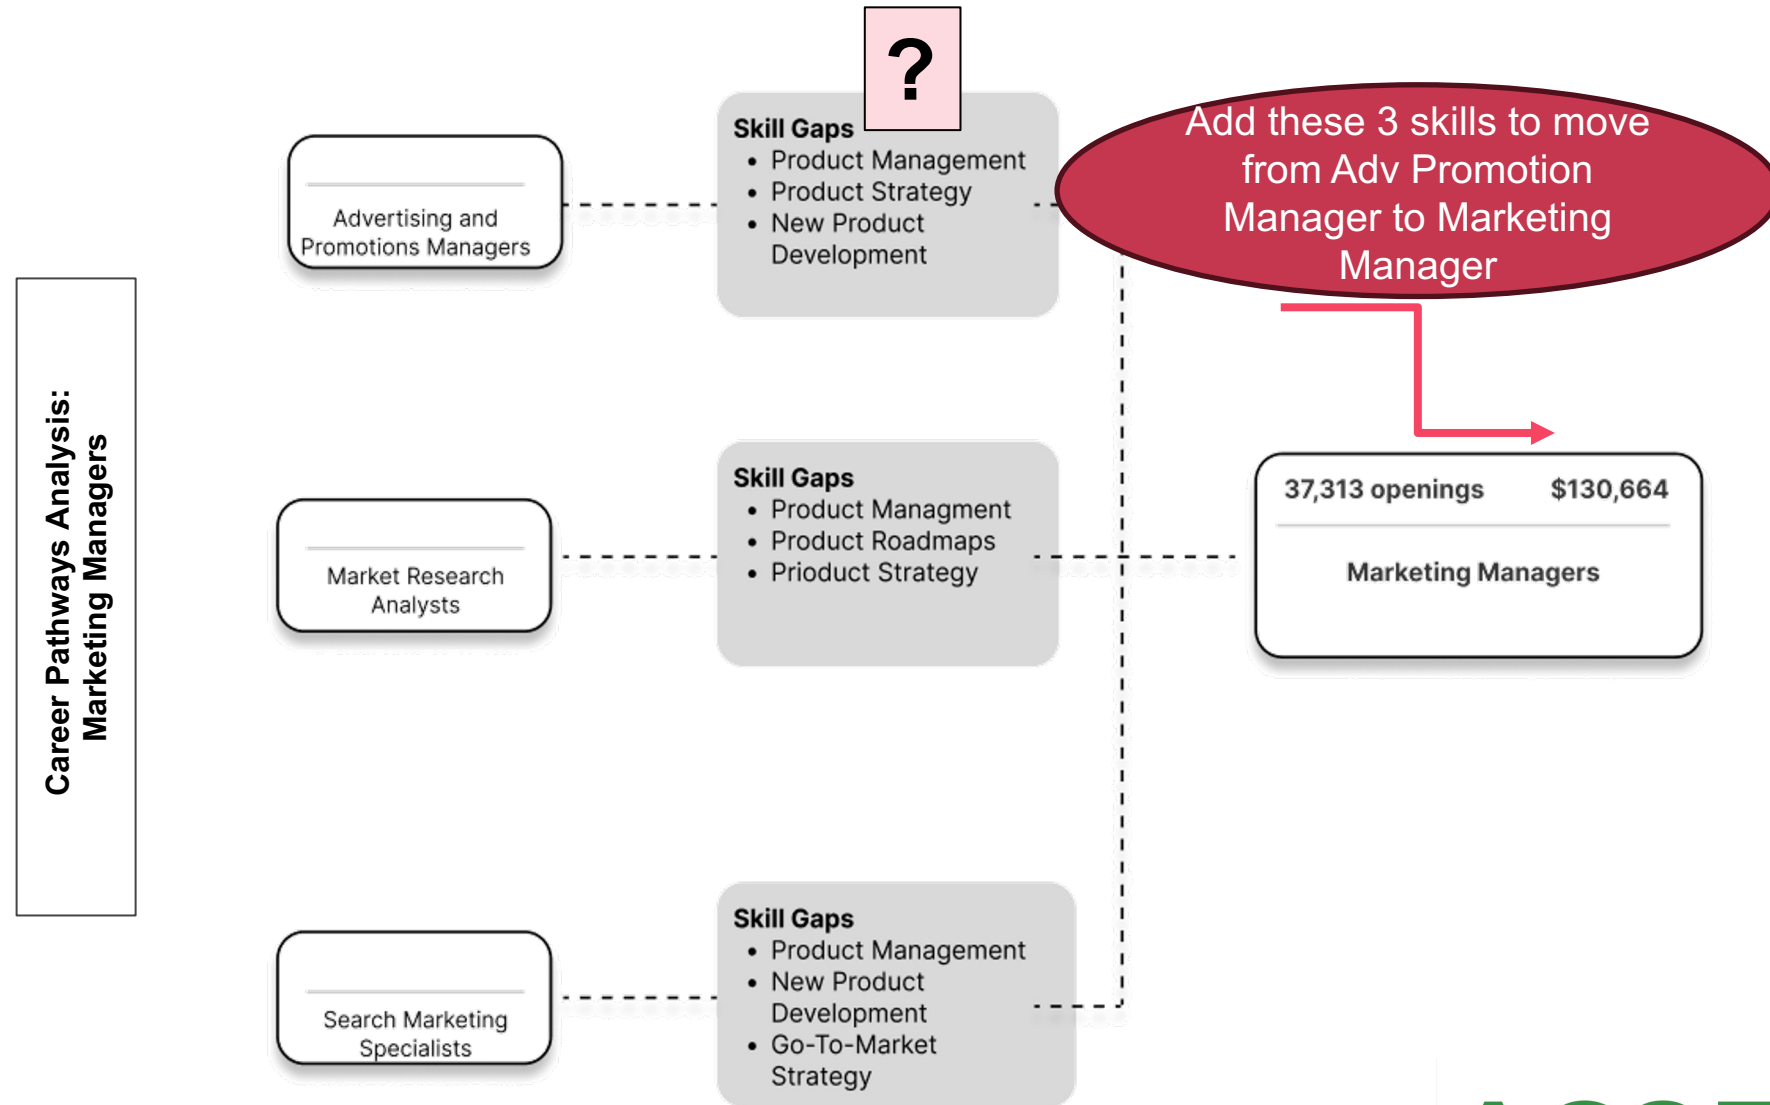 Career Pathways Analysis:
Marketing Managers
?
Advertising and
Promotions Managers
Skill Gaps
• Product Management
• Product Strategy
• New Product
Development
Add these 3 skills to move
from Adv Promotion
Manager to Marketing
Manager
Market Research
Analysts
Skill Gaps
• Product Managment
• Product Roadmaps
• Prioduct Strategy
37,313 openings $130,664
Marketing Managers
Search Marketing
Specialists
Skill Gaps
• Product Management
• New Product
Development
• Go-To-Market
Strategy